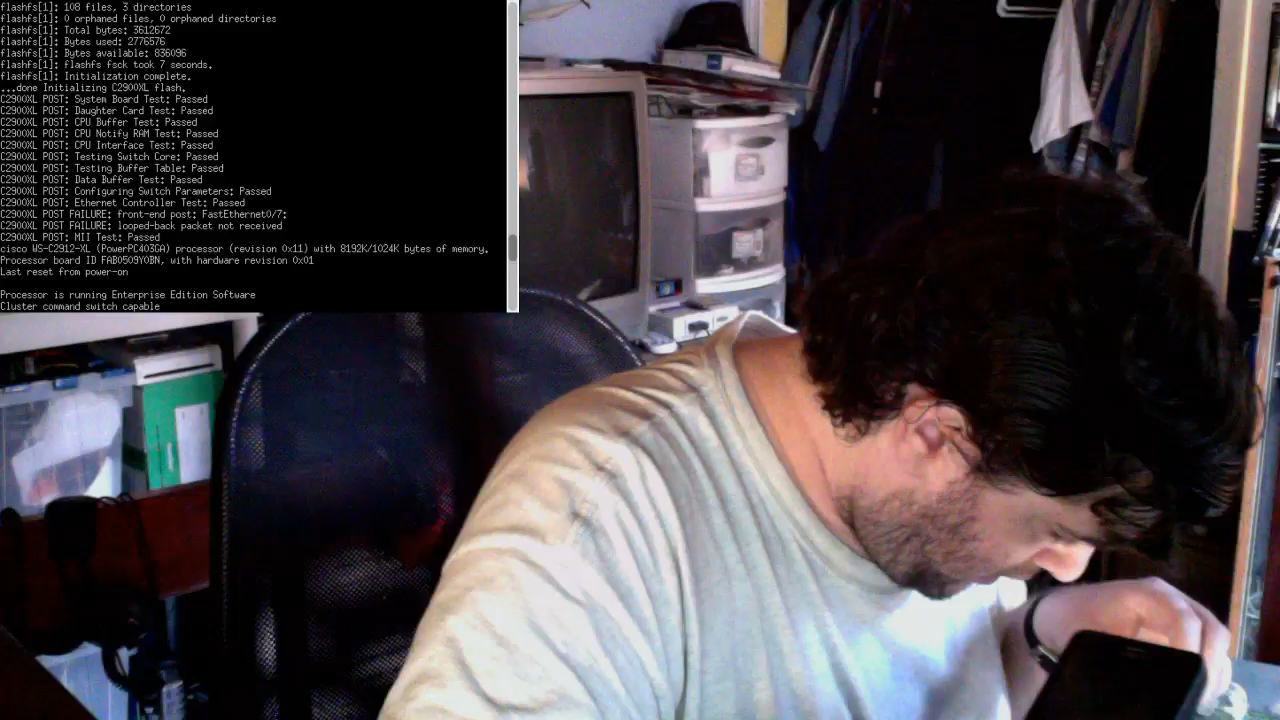 flashfs[1]: 108 files, 3 directories
flashfs[1]: 0 orphaned files, 0 orphaned directories
flashfs[1]: Total bytes: 3612672
flashfs[1]: Bytes used: 2776576
flashfs[1]: Bytes available: 836096
flashfs[1]: flashfs fsck took 7 seconds.
flashfs[1]: Initialization complete.
...done Initializing C2900XL flash.
C2900XL POST: System Board Test: Passed
C2900XL POST: Daughter Card Test: Passed
C2900XL POST: CPU Buffer Test: Passed
C2900XL POST: CPU Notify RAM Test: Passed
C2900XL POST: CPU Interface Test: Passed
C2900XL POST: Testing Switch Core: Passed
C2900XL POST: Testing Buffer Table: Passed
C2900XL POST: Data Buffer Test: Passed
C2900XL POST: Configuring Switch Parameters: Passed
C2900XL POST: Ethernet Controller Test: Passed
C2900XL POST FAILURE: front-end post: FastEthernet0/7:
C2900XL POST FAILURE: looped-back packet not received
C2900XL POST: MII Test: Passed
cisco WS-C2912-XL (PowerPC403GA) processor (revision 0x11) with 8192K/1024K bytes of memory.
Processor board ID FAB0509Y0BN, with hardware revision 0x01
Last reset from power-on
Processor is running Enterprise Edition Software
Cluster command switch capable